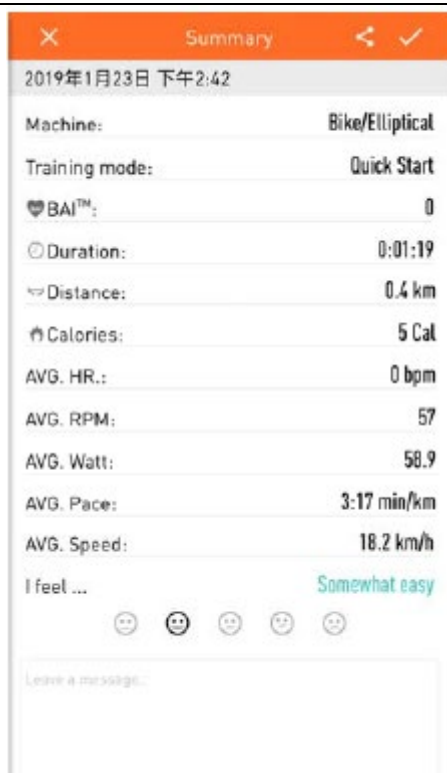 Summary
2019年1月23日 下午2:42
Machine: Bike/Elliptical
Training mode: Quick Start
BAI™: 0
Duration: 0:01:19
Distance: 0.4 km
Calories: 5 Cal
AVG. HR.: 0 bpm
AVG. RPM: 57
AVG. Watt: 58.9
AVG. Pace: 3:17 min/km
AVG. Speed: 18.2 km/h
I feel ... Somewhat easy
Leave a message..